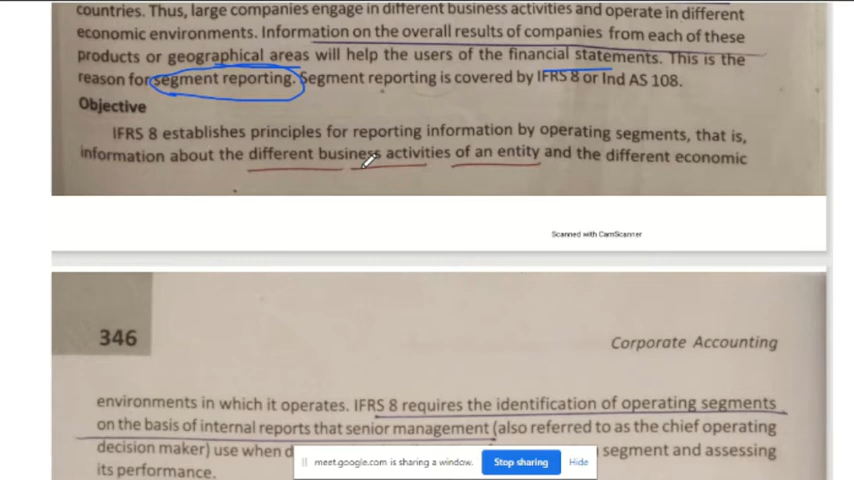 countries. Thus, large companies engage in different business activities and operate in different
economic environments. Information on the overall results of companies from each of these
products or geographical areas will help the users of the financial statements. This is the
reason for segment reporting. Segment reporting is covered by IFRS 8 or Ind AS 108.
Objective
IFRS 8 establishes principles for reporting information by operating segments, that is,
information about the different business activities of an entity and the different economic
Scanned with CamScanner
346
Corporate Accounting
environments in which it operates. IFRS 8 requires the identification of operating segments
on the basis of internal reports that senior management (also referred to as the chief operating
decision maker) use when segment and assessing
its performance.
meet.google.com is sharing a window.
Stop sharing
Hide